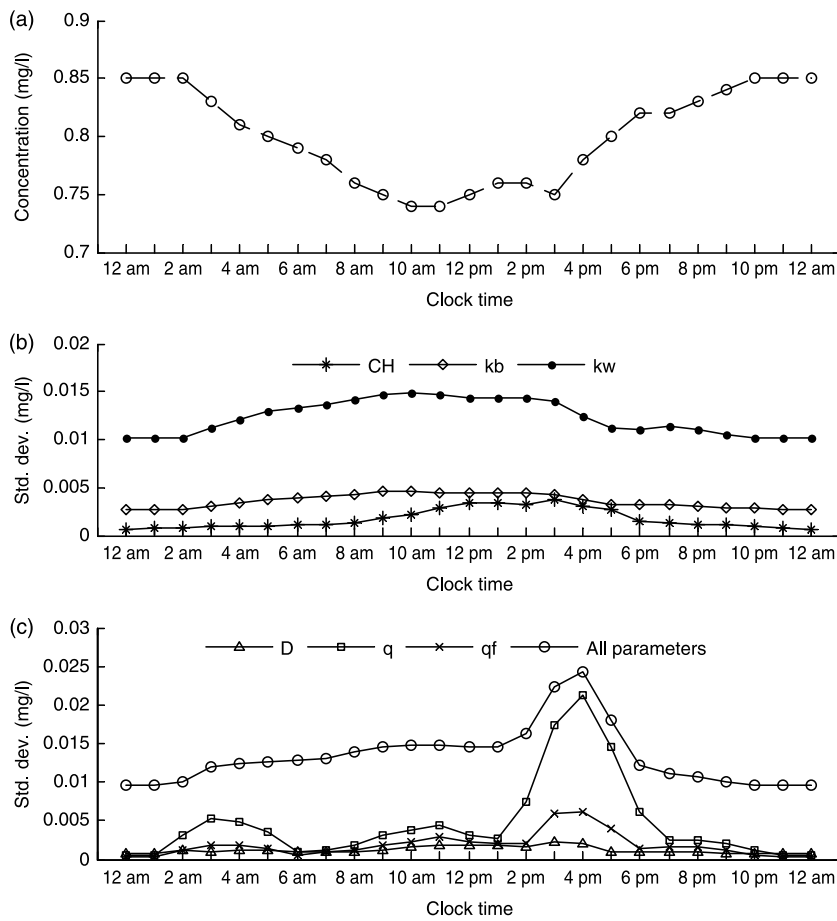 (a)
Concentration (mg/l)
0.9
0.85
0.8
0.75
0.7
12 am 2 am 4 am 6 am 8 am 10 am 12 pm 2 pm 4 pm 6 pm 8 pm 10 pm 12 am
Clock time
(b)
Std. dev. (mg/l)
0.02
0.015
0.01
0.005
0
CH kb kw
12 am 2 am 4 am 6 am 8 am 10 am 12 pm 2 pm 4 pm 6 pm 8 pm 10 pm 12 am
Clock time
(c)
Std. dev. (mg/l)
0.03
0.025
0.02
0.015
0.01
0.005
0
D q qf All parameters
12 am 2 am 4 am 6 am 8 am 10 am 12 pm 2 pm 4 pm 6 pm 8 pm 10 pm 12 am
Clock time